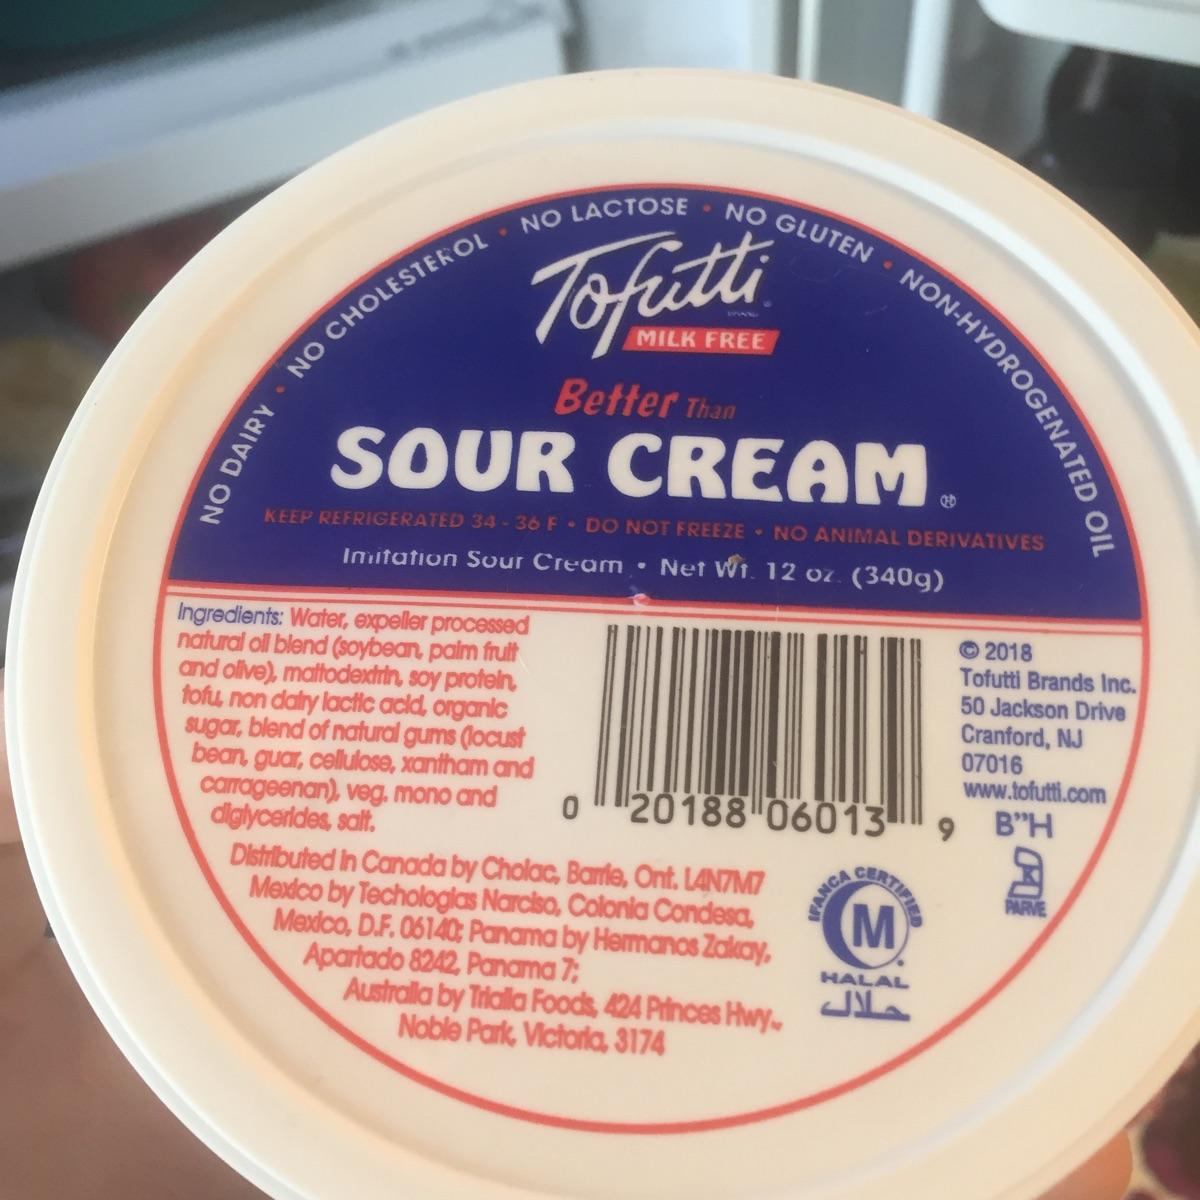 NO DAIRY • NO CHOLESTEROL • NO LACTOSE • NO GLUTEN • NON-HYDROGENATED OIL
Tofutti
MILK FREE
Better Than
SOUR CREAM
KEEP REFRIGERATED 34 - 36 F • DO NOT FREEZE • NO ANIMAL DERIVATIVES
Imitation Sour Cream • Net Wt. 12 oz. (340g)
Ingredients: Water, expeller processed
natural oil blend (soybean, palm fruit
and olive), maltodextrin, soy protein,
tofu, non dairy lactic acid, organic
sugar, blend of natural gums (locust
bean, guar, cellulose, xantham and
carrageenan), veg. mono and
diglycerides, salt.
0 20188 06013 9
© 2018
Tofutti Brands Inc.
50 Jackson Drive
Cranford, NJ
07016
www.tofutti.com
B"H
K
PARVE
Distributed in Canada by Cholac, Barrie, Ont. L4N7M7
Mexico by Techologias Narciso, Colonia Condesa,
Mexico, D.F. 06140; Panama by Hermanos Zakay,
Apartado 8242, Panama 7;
Australia by Trialia Foods, 424 Princes Hwy.,
Noble Park, Victoria, 3174
IFANCA CERTIFIED
M
HALAL
حلال